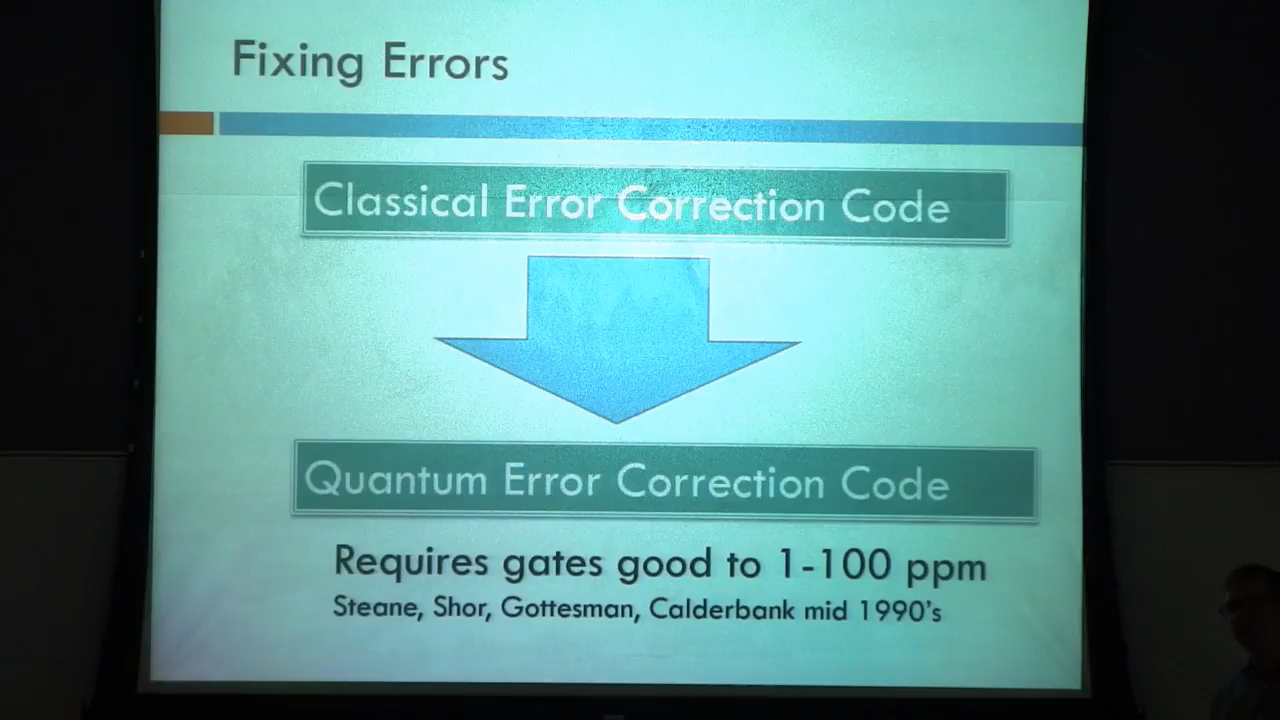 Fixing Errors
Classical Error Correction Code
Quantum Error Correction Code
Requires gates good to 1-100 ppm
Steane, Shor, Gottesman, Calderbank mid 1990's